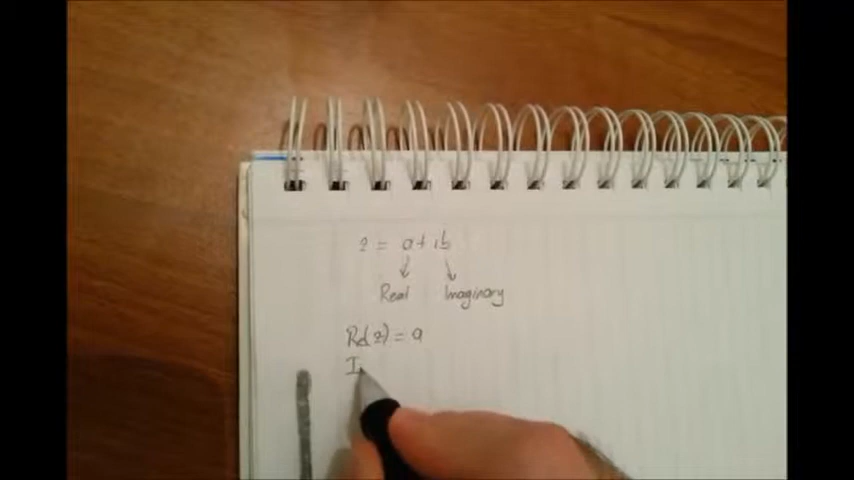 z = a + ib
Real Imaginary
Re(z) = a
I